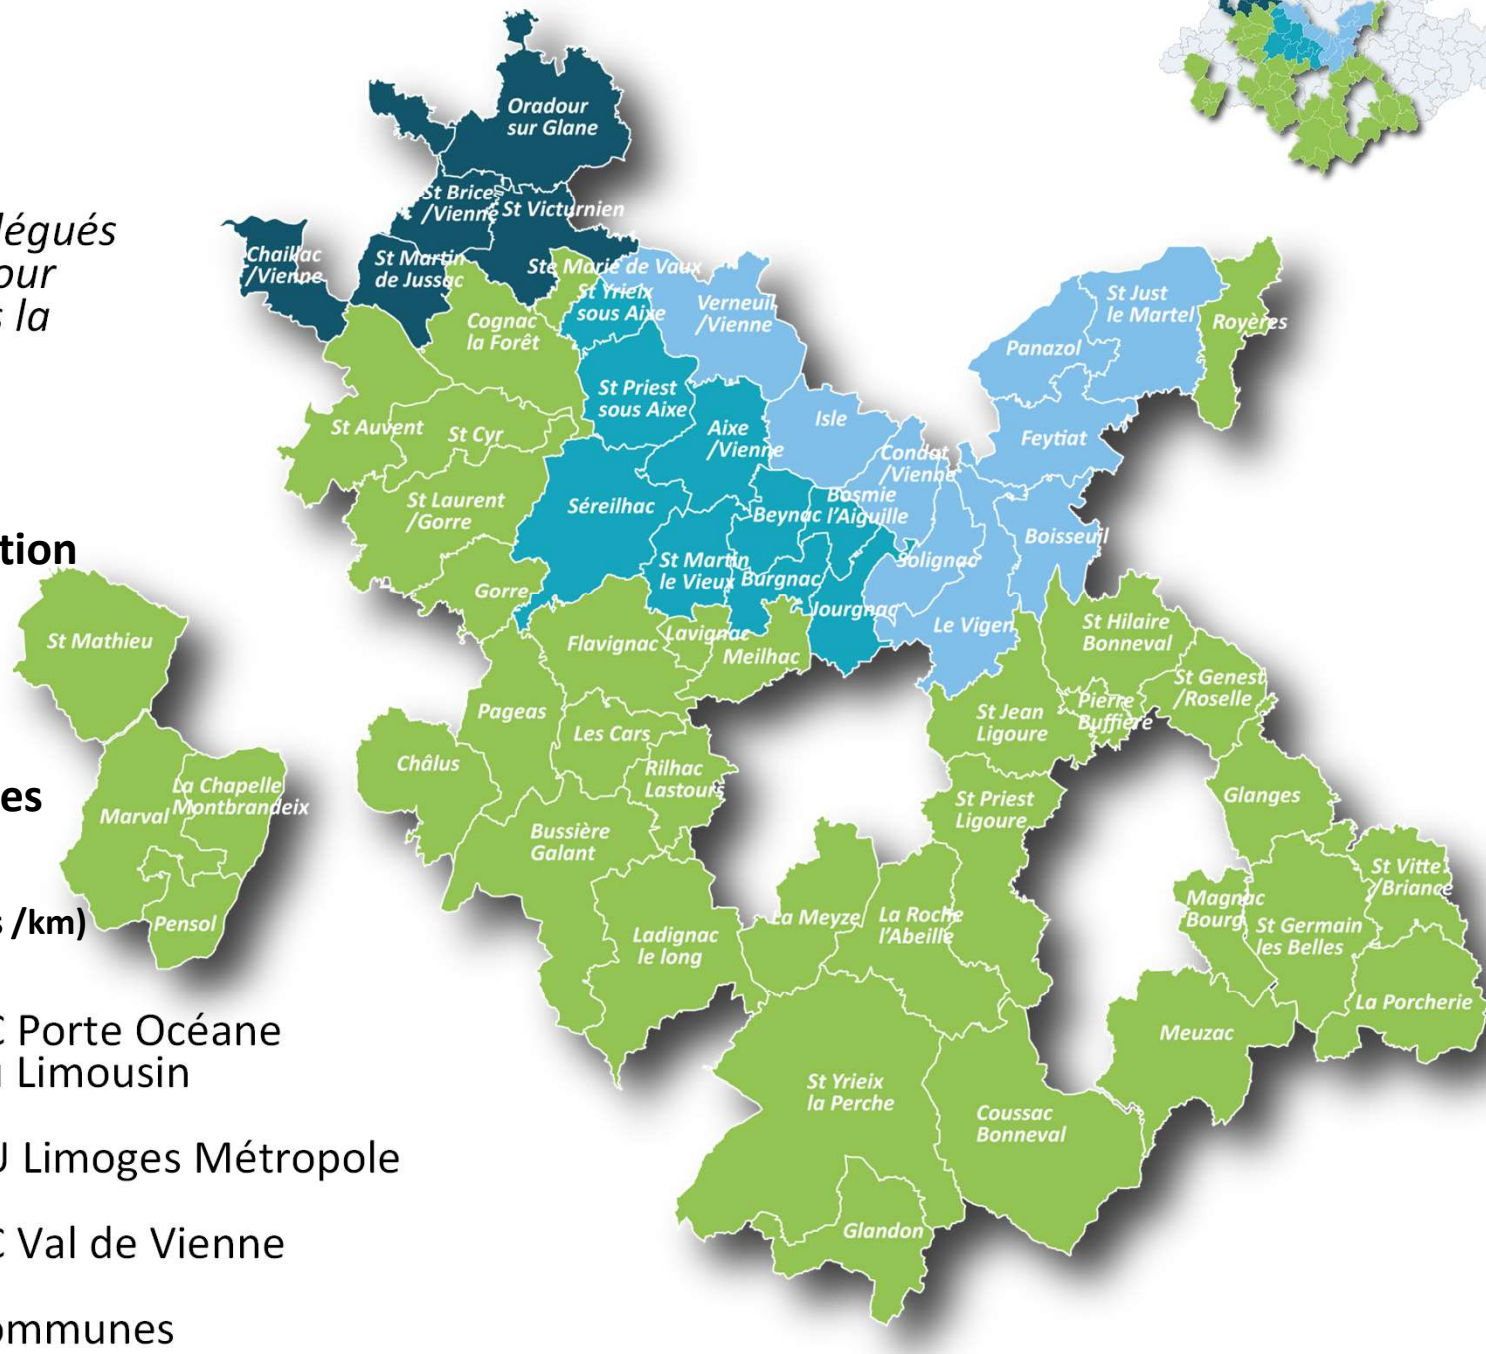 légués
our
s la
tion
es
s /km)
C Porte Océane
u Limousin
U Limoges Métropole
C Val de Vienne
ommunes
Oradour
sur Glane
St Brice
/Vienne
St Victurnien
Chaillac
/Vienne
St Martin
de Jussac
Ste Marie de Vaux
St Yrieix
sous Aixe
Verneuil
/Vienne
Cognac
la Forêt
St Just
le Martel
Royères
Panazol
St Priest
sous Aixe
Isle
Aixe
/Vienne
St Auvent
St Cyr
Feytiat
Condat
/Vienne
St Laurent
/Gorre
Séreilhac
Bosmie
l'Aiguille
Beynac
Boisseuil
Solignac
St Martin
le Vieux
Burgnac
Gorre
Jourgnac
Le Vigen
St Hilaire
Bonneval
St Mathieu
Flavignac
Lavignac
Meilhac
St Genest
/Roselle
Pierre
Buffière
Pageas
St Jean
Ligoure
Les Cars
Châlus
Rilhac
Lastours
La Chapelle
Montbrandeix
Marval
St Priest
Ligoure
Glanges
Bussière
Galant
St Vitte
/Briance
Magnac
Bourg
Pensol
La Meyze
La Roche
l'Abeille
St Germain
les Belles
Ladignac
le long
La Porcherie
Meuzac
St Yrieix
la Perche
Coussac
Bonneval
Glandon